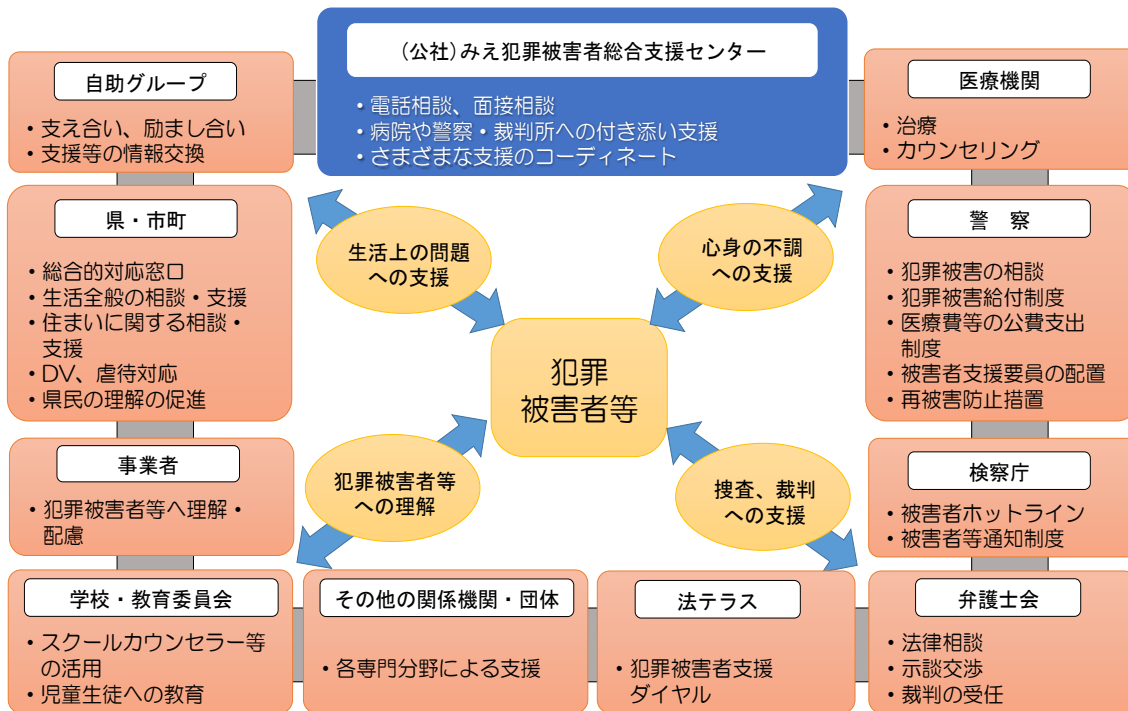 (公社)みえ犯罪被害者総合支援センター
・電話相談、面接相談
・病院や警察・裁判所への付き添い支援
・さまざまな支援のコーディネート
自助グループ
・支え合い、励まし合い
・支援等の情報交換
医療機関
・治療
・カウンセリング
県・市町
・総合的対応窓口
・生活全般の相談・支援
・住まいに関する相談・
支援
・DV、虐待対応
・県民の理解の促進
生活上の問題
への支援
心身の不調
への支援
警　察
・犯罪被害の相談
・犯罪被害給付制度
・医療費等の公費支出
制度
・被害者支援要員の配置
・再被害防止措置
犯罪
被害者等
事業者
・犯罪被害者等へ理解・
配慮
犯罪被害者等
への理解
捜査、裁判
への支援
検察庁
・被害者ホットライン
・被害者等通知制度
学校・教育委員会
・スクールカウンセラー等
の活用
・児童生徒への教育
その他の関係機関・団体
・各専門分野による支援
法テラス
・犯罪被害者支援
ダイヤル
弁護士会
・法律相談
・示談交渉
・裁判の受任